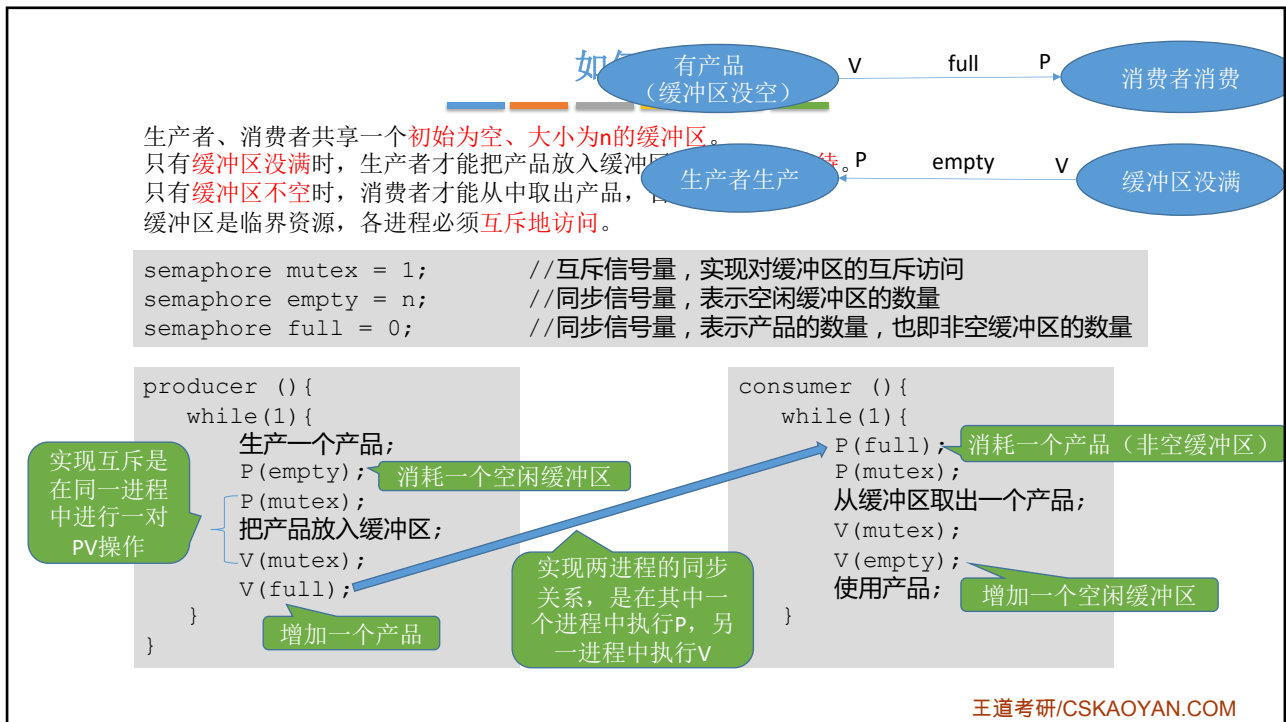 如何
有产品
（缓冲区没空）
V full P
消费者消费
生产者、消费者共享一个初始为空、大小为n的缓冲区。
只有缓冲区没满时，生产者才能把产品放入缓冲区
待。
只有缓冲区不空时，消费者才能从中取出产品，
生产者生产
P empty V
缓冲区没满
缓冲区是临界资源，各进程必须互斥地访问。
semaphore mutex = 1; //互斥信号量，实现对缓冲区的互斥访问
semaphore empty = n; //同步信号量，表示空闲缓冲区的数量
semaphore full = 0; //同步信号量，表示产品的数量，也即非空缓冲区的数量
producer (){
while(1){
生产一个产品;
P(empty);
消耗一个空闲缓冲区
P(mutex);
把产品放入缓冲区;
V(mutex);
V(full);
增加一个产品
}
}
实现互斥是
在同一进程
中进行一对
PV操作
实现两进程的同步
关系，是在其中一
个进程中执行P，另
一进程中执行V
consumer (){
while(1){
P(full);
消耗一个产品（非空缓冲区）
P(mutex);
从缓冲区取出一个产品;
V(mutex);
V(empty);
使用产品;
增加一个空闲缓冲区
}
}
王道考研/CSKAOYAN.COM